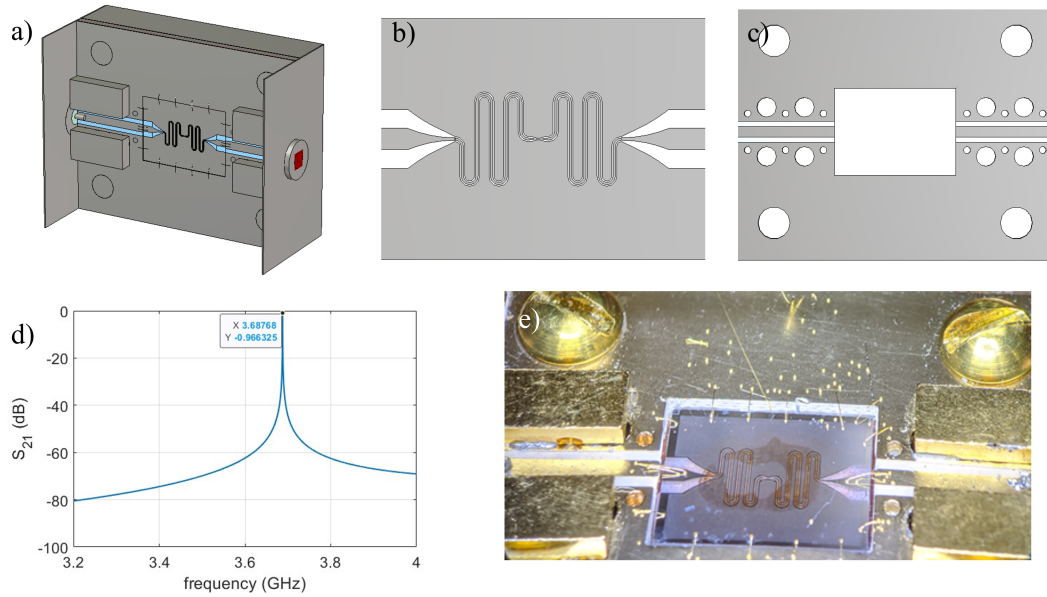 a)
b)
c)
d)
0
-20
-40
-60
-80
-100
S21 (dB)
X 3.68768
Y -0.966325
3.2
3.4
3.6
3.8
4
frequency (GHz)
e)